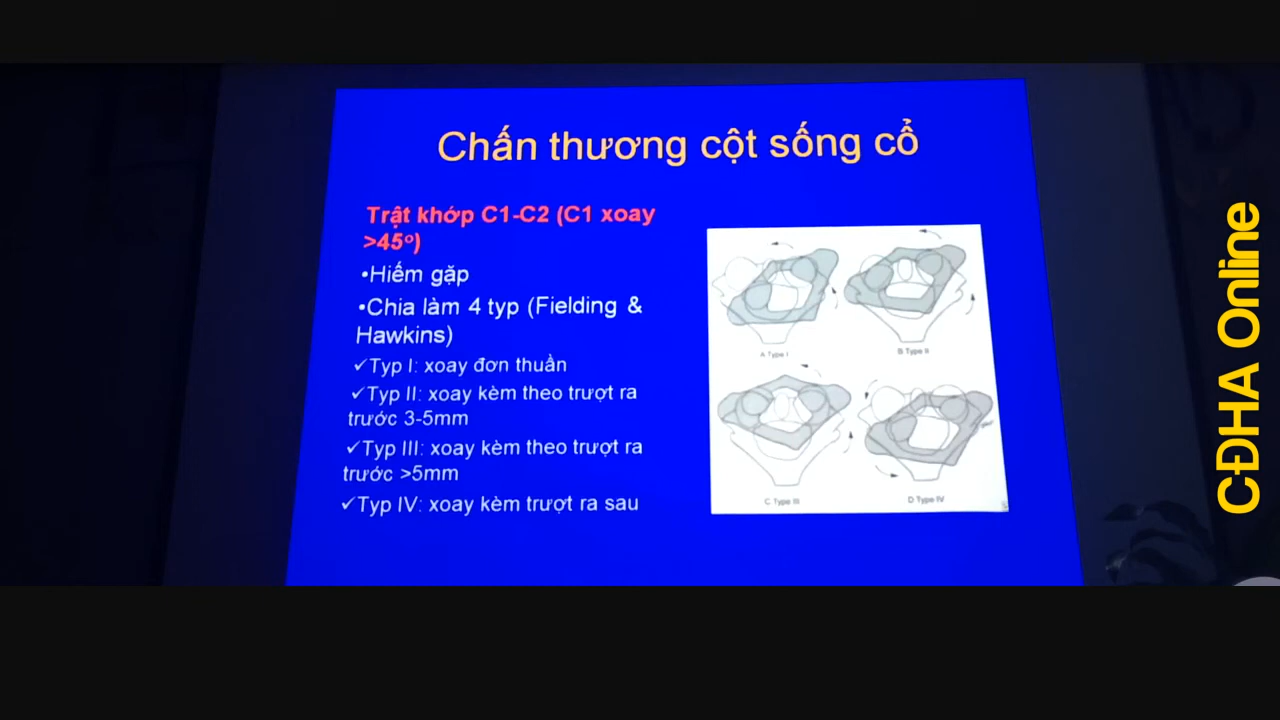 Chấn thương cột sống cổ
Trật khớp C1-C2 (C1 xoay
>45º)
•Hiếm gặp
•Chia làm 4 typ (Fielding &
Hawkins)
✓Typ I: xoay đơn thuần
✓Typ II: xoay kèm theo trượt ra
trước 3-5mm
✓Typ III: xoay kèm theo trượt ra
trước >5mm
✓Typ IV: xoay kèm trượt ra sau
A Type I
B Type II
C Type III
D Type IV
CĐHA Online